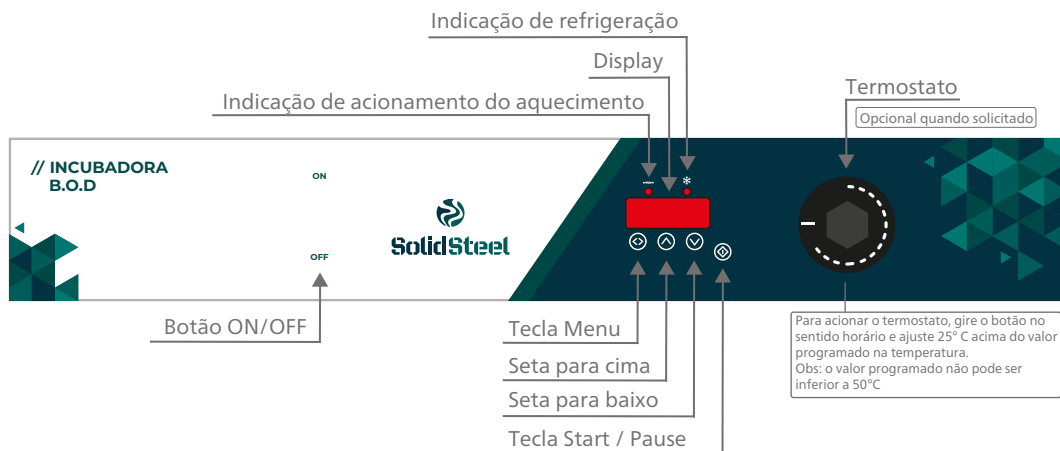 Indicação de refrigeração
Display
Indicação de acionamento do aquecimento
Termostato
Opcional quando solicitado
// INCUBADORA
B.O.D
ON
SolidSteel
OFF
Botão ON/OFF
Tecla Menu
Seta para cima
Seta para baixo
Tecla Start / Pause
Para acionar o termostato, gire o botão no
sentido horário e ajuste 25° C acima do valor
programado na temperatura.
Obs: o valor programado não pode ser
inferior a 50°C